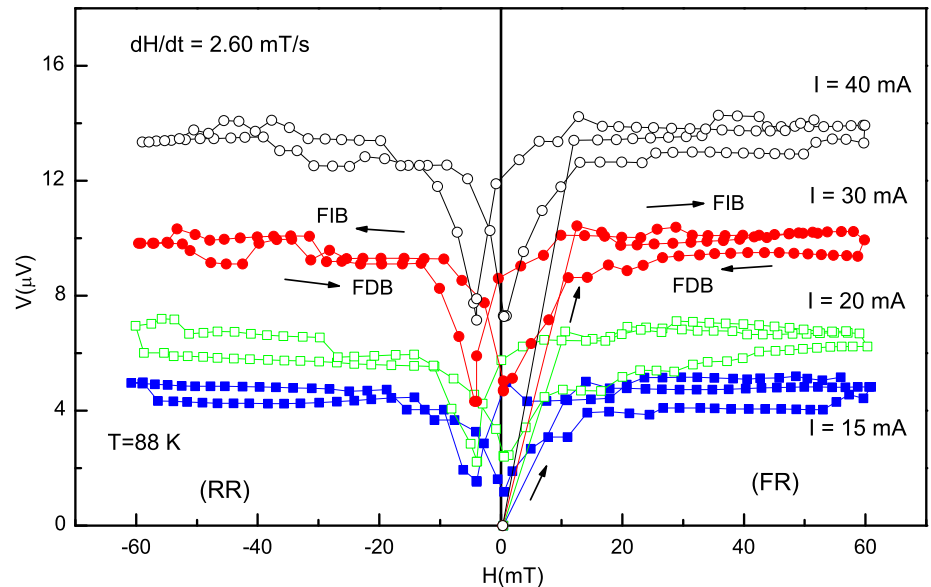 dH/dt = 2.60 mT/s
I = 40 mA
I = 30 mA
FIB
FIB
FDB
FDB
I = 20 mA
I = 15 mA
T=88 K
(RR)
(FR)
V(μV)
16
12
8
4
0
-60
-40
-20
0
20
40
60
H(mT)